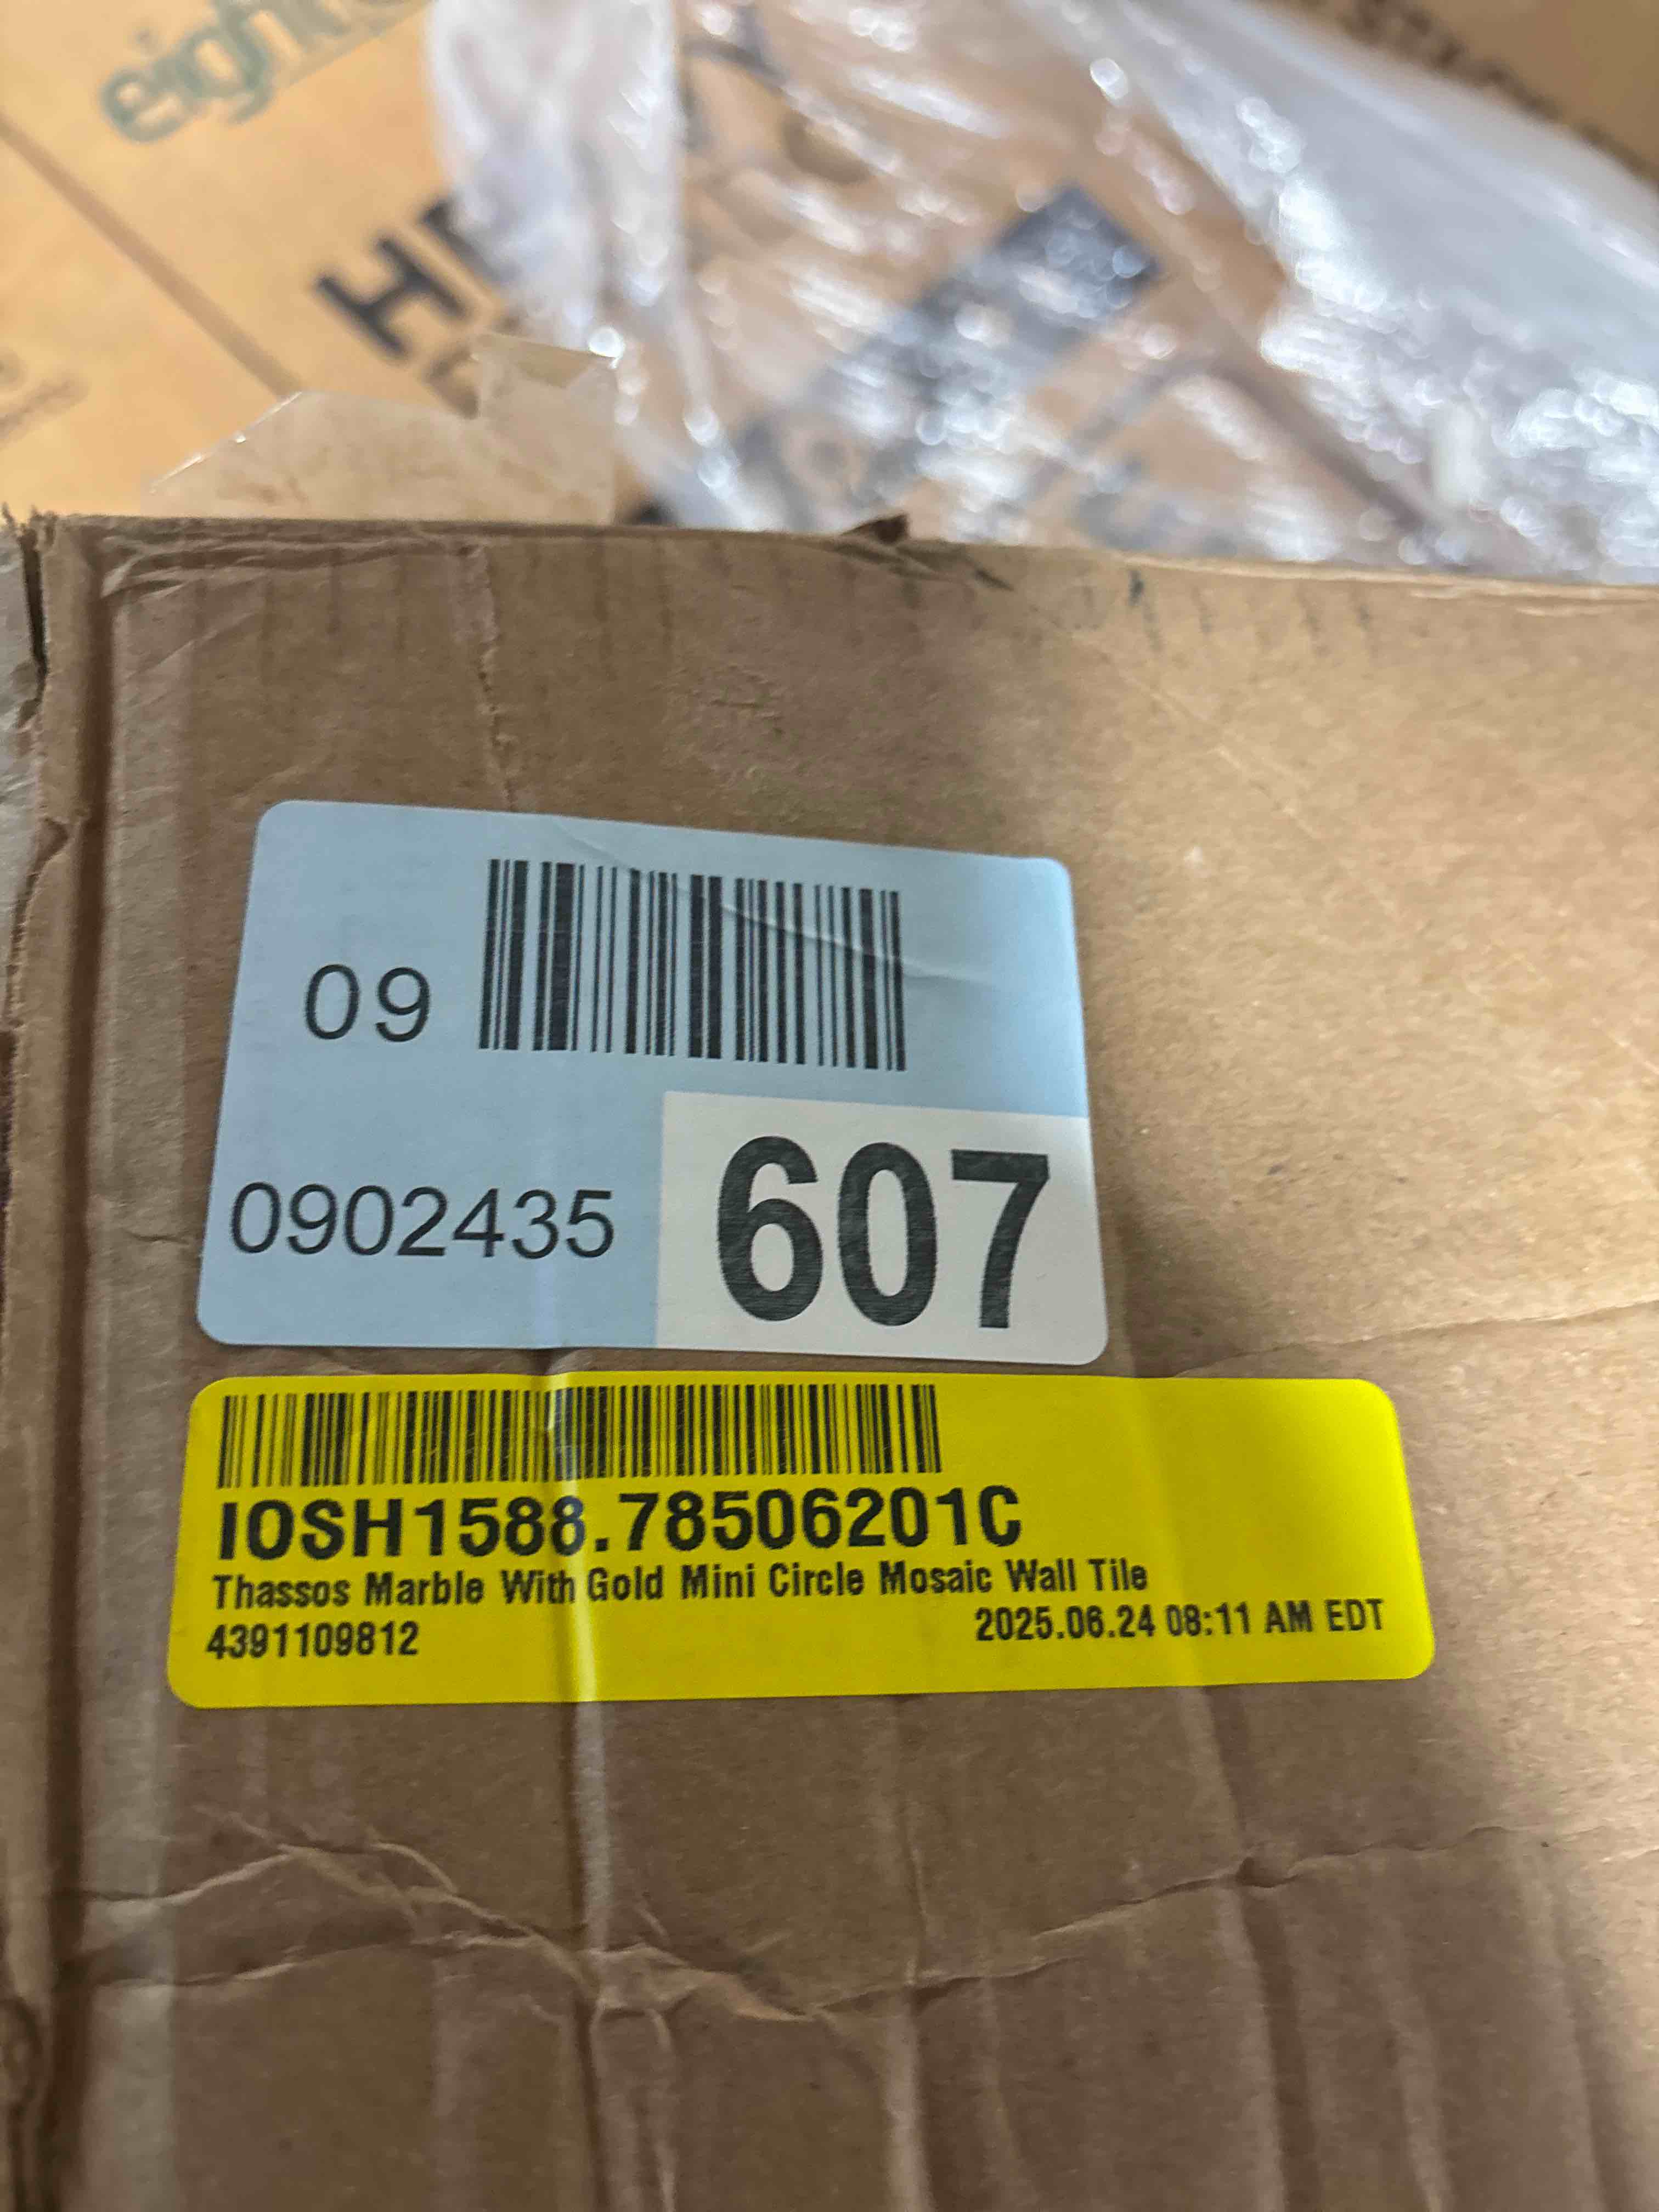 09
0902435
607
IOSH1588.78506201C
Thassos Marble With Gold Mini Circle Mosaic Wall Tile
4391109812
2025.06.24 08:11 AM EDT